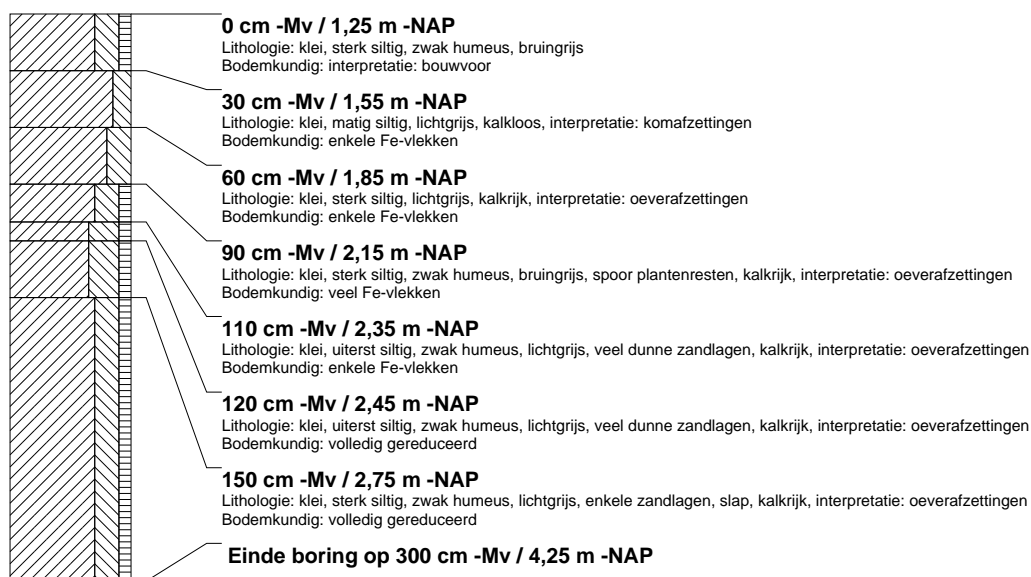 0 cm -Mv / 1,25 m -NAP
Lithologie: klei, sterk siltig, zwak humeus, bruingrijs
Bodemkundig: interpretatie: bouwvoor
30 cm -Mv / 1,55 m -NAP
Lithologie: klei, matig siltig, lichtgrijs, kalkloos, interpretatie: komafzettingen
Bodemkundig: enkele Fe-vlekken
60 cm -Mv / 1,85 m -NAP
Lithologie: klei, sterk siltig, lichtgrijs, kalkrijk, interpretatie: oeverafzettingen
Bodemkundig: enkele Fe-vlekken
90 cm -Mv / 2,15 m -NAP
Lithologie: klei, sterk siltig, zwak humeus, bruingrijs, spoor plantenresten, kalkrijk, interpretatie: oeverafzettingen
Bodemkundig: veel Fe-vlekken
110 cm -Mv / 2,35 m -NAP
Lithologie: klei, uiterst siltig, zwak humeus, lichtgrijs, veel dunne zandlagen, kalkrijk, interpretatie: oeverafzettingen
Bodemkundig: enkele Fe-vlekken
120 cm -Mv / 2,45 m -NAP
Lithologie: klei, uiterst siltig, zwak humeus, lichtgrijs, veel dunne zandlagen, kalkrijk, interpretatie: oeverafzettingen
Bodemkundig: volledig gereduceerd
150 cm -Mv / 2,75 m -NAP
Lithologie: klei, sterk siltig, zwak humeus, lichtgrijs, enkele zandlagen, slap, kalkrijk, interpretatie: oeverafzettingen
Bodemkundig: volledig gereduceerd
Einde boring op 300 cm -Mv / 4,25 m -NAP